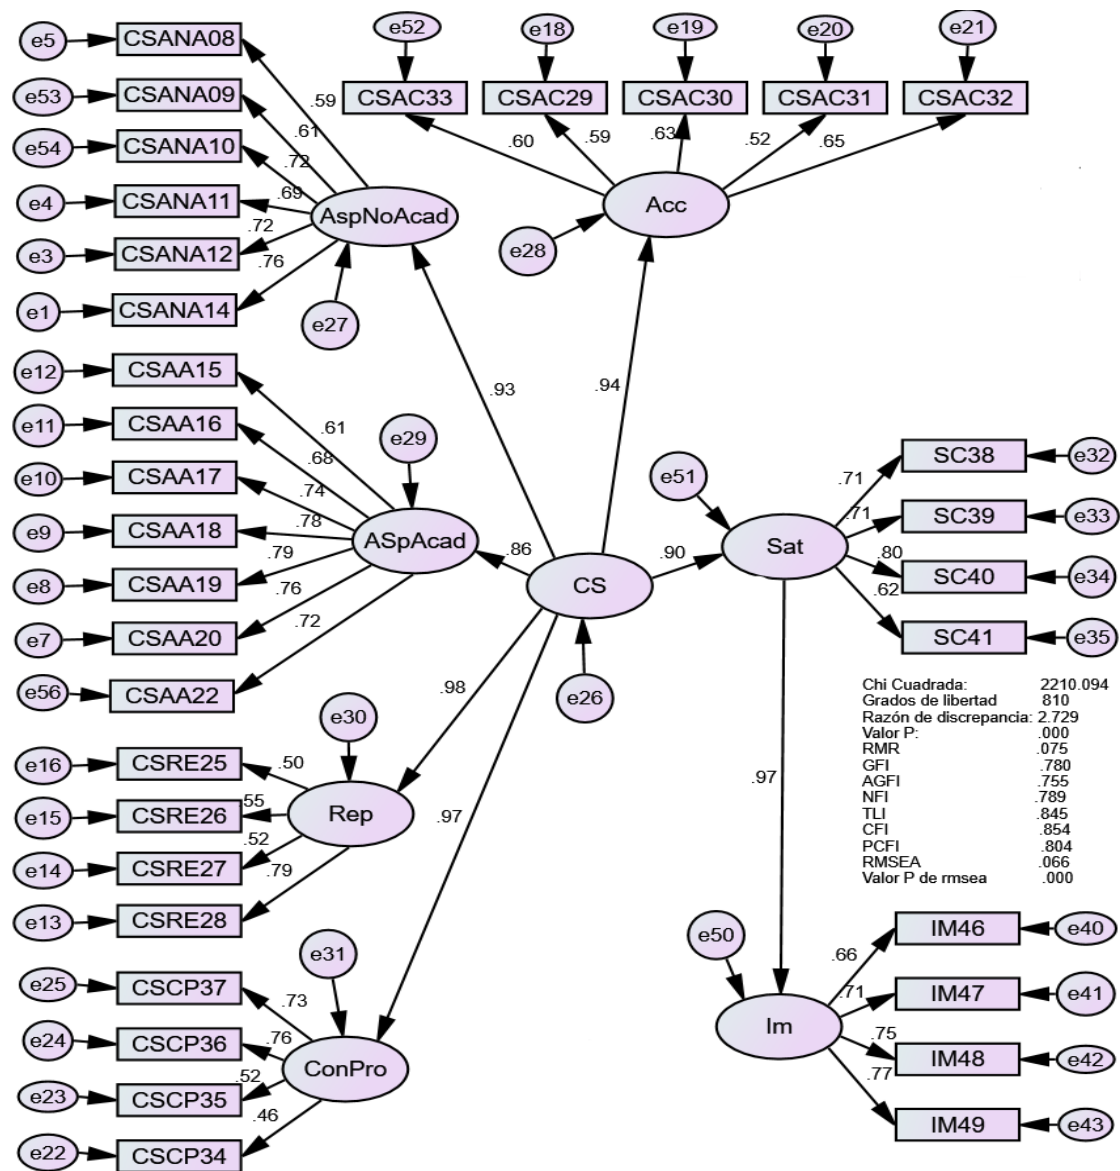 e5 CSANA08
e53 CSANA09
e54 CSANA10
e4 CSANA11
e3 CSANA12
e1 CSANA14
.59
.61
.72
.69
.72
.76
AspNoAcad
e27
e52 e18 e19 e20 e21
CSAC33 CSAC29 CSAC30 CSAC31 CSAC32
.60 .59 .63 .52 .65
Acc
e28
.93
.94
e12 CSAA15
e11 CSAA16
e10 CSAA17
e9 CSAA18
e8 CSAA19
e7 CSAA20
e56 CSAA22
.61
.68
.74
.78
.79
.76
.72
e29
ASpAcad
.86
CS
.90
e26
e51
Sat
.71
.71
.80
.62
SC38 e32
SC39 e33
SC40 e34
SC41 e35
Chi Cuadrada: 2210.094
Grados de libertad 810
Razón de discrepancia: 2.729
Valor P: .000
RMR .075
GFI .780
AGFI .755
NFI .789
TLI .845
CFI .854
PCFI .804
RMSEA .066
Valor P de rmsea .000
.98
.97
.97
e30
Rep
e16 CSRE25
e15 CSRE26
e14 CSRE27
e13 CSRE28
.50
55
.52
.79
e31
ConPro
e25 CSCP37
e24 CSCP36
e23 CSCP35
e22 CSCP34
.73
.76
.52
.46
e50
Im
.66
.71
.75
.77
IM46 e40
IM47 e41
IM48 e42
IM49 e43